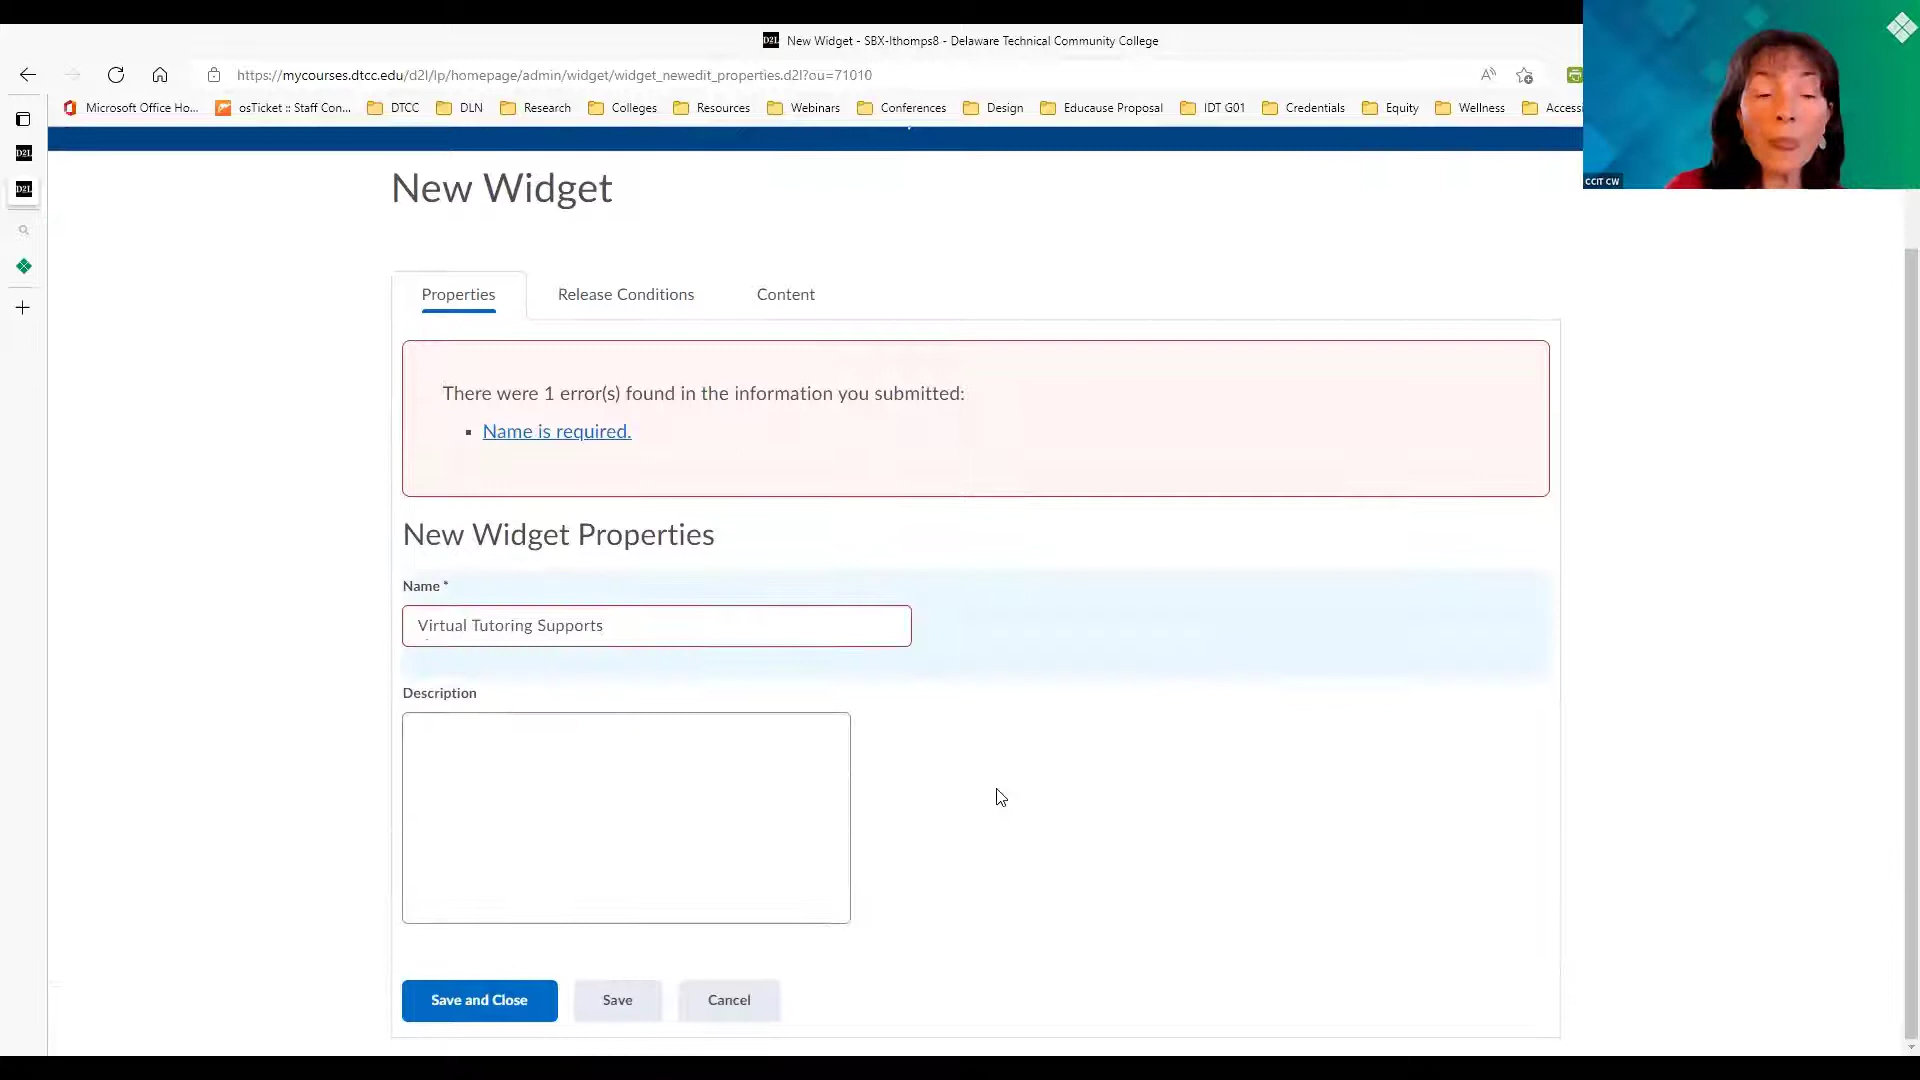 D2L New Widget - SBX-lthomps8 - Delaware Technical Community College
https://mycourses.dtcc.edu/d2l/lp/homepage/admin/widget/widget_newedit_properties.d2l?ou=71010
Microsoft Office Ho... osTicket :: Staff Con... DTCC DLN Research Colleges Resources Webinars Conferences Design Educause Proposal IDT G01 Credentials Equity Wellness Accessi
CCIT CW
D2L
D2L
New Widget
Properties Release Conditions Content
There were 1 error(s) found in the information you submitted:
Name is required.
New Widget Properties
Name *
Virtual Tutoring Supports
Description
Save and Close Save Cancel